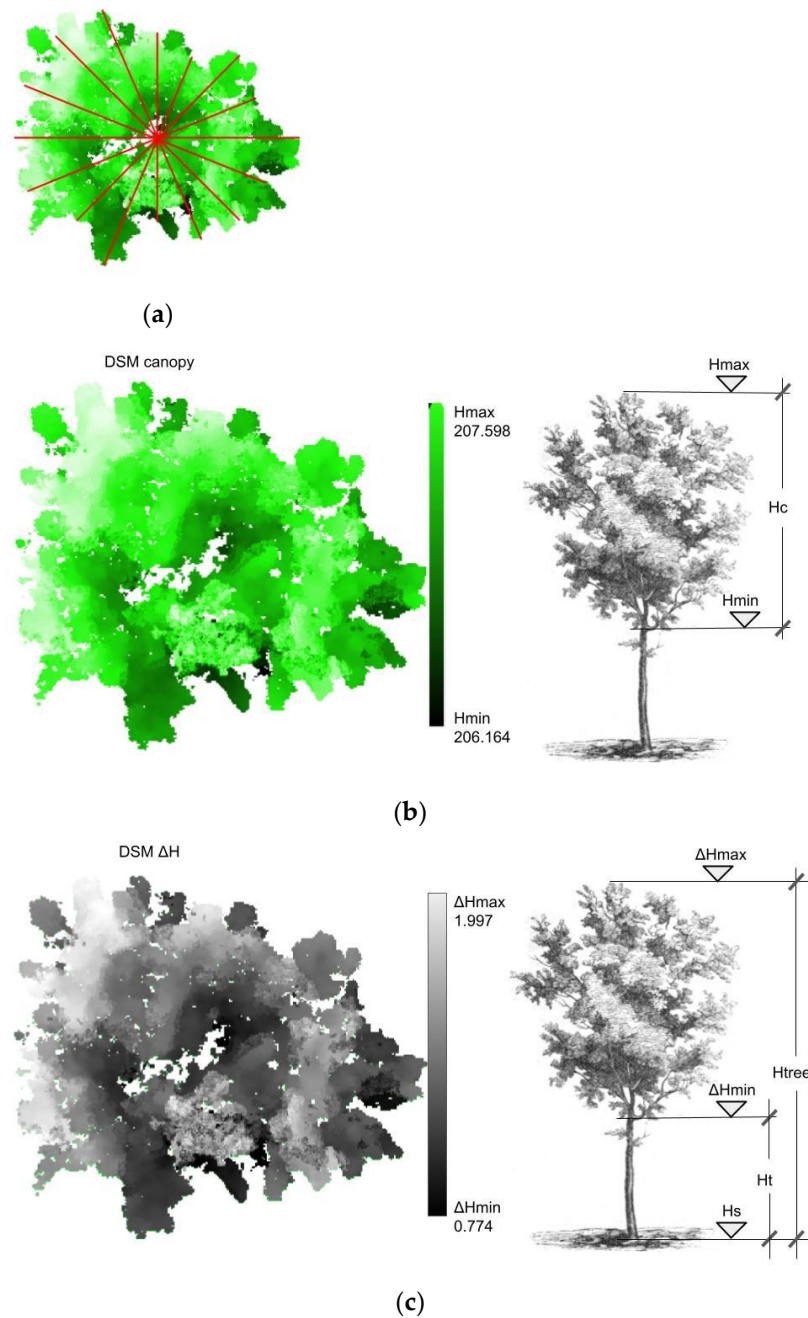 (a)
DSM canopy
Hmax
207.598
Hmin
206.164
Hmax
Hc
Hmin
(b)
DSM ΔH
ΔHmax
1.997
ΔHmin
0.774
ΔHmax
Htree
ΔHmin
Ht
Hs
(c)